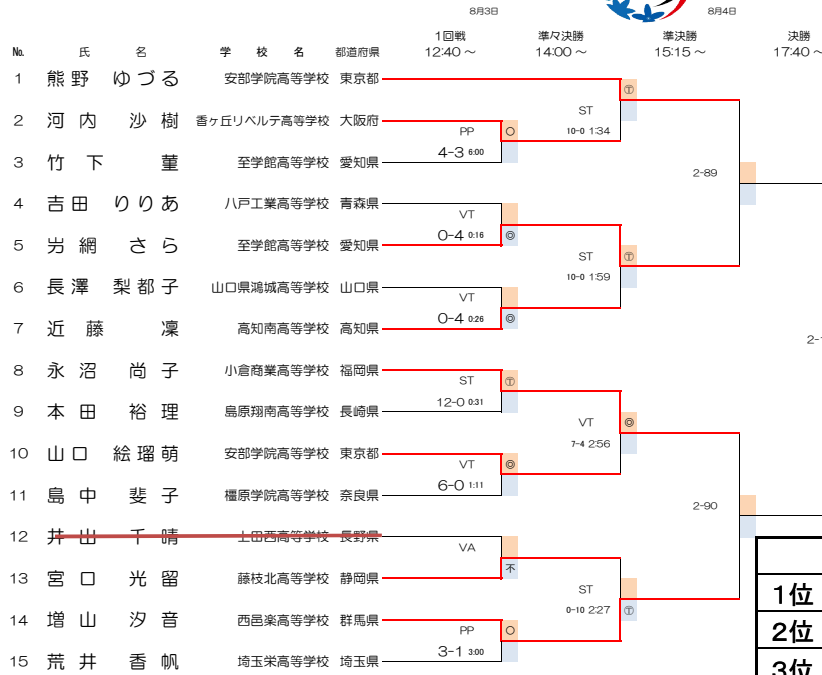 8月3日 8月4日
1回戦 準々決勝 準決勝 決勝
No. 氏 名 学 校 名 都道府県 12:40 ～ 14:00 ～ 15:15 ～ 17:40 ～
1 熊野 ゆづる 安部学院高等学校 東京都
Ⓣ
ST
2 河内 沙樹 香ヶ丘リベルテ高等学校 大阪府
PP ○ 10-0 1:34
4-3 6:00
3 竹下 菫 至学館高等学校 愛知県
2-89
4 吉田 りりあ 八戸工業高等学校 青森県
VT
0-4 0:16 ◎
5 岩網 さら 至学館高等学校 愛知県
ST Ⓣ
10-0 1:59
6 長澤 梨都子 山口県鴻城高等学校 山口県
VT
0-4 0:26 ◎
7 近藤 凜 高知南高等学校 高知県
2-
8 永沼 尚子 小倉商業高等学校 福岡県
ST Ⓣ
12-0 0:31
9 本田 裕理 島原翔南高等学校 長崎県
VT ◎
7-4 2:56
10 山口 絵瑠萌 安部学院高等学校 東京都
VT ◎
6-0 1:11
11 島中 斐子 橿原学院高等学校 奈良県
2-90
12 井山 千晴 上田西高等学校 長野県
VA
不
13 宮口 光留 藤枝北高等学校 静岡県
ST
0-10 2:27 Ⓣ
14 増山 汐音 西邑楽高等学校 群馬県
PP ○
3-1 3:00
15 荒井 香帆 埼玉栄高等学校 埼玉県
1位
2位
3位